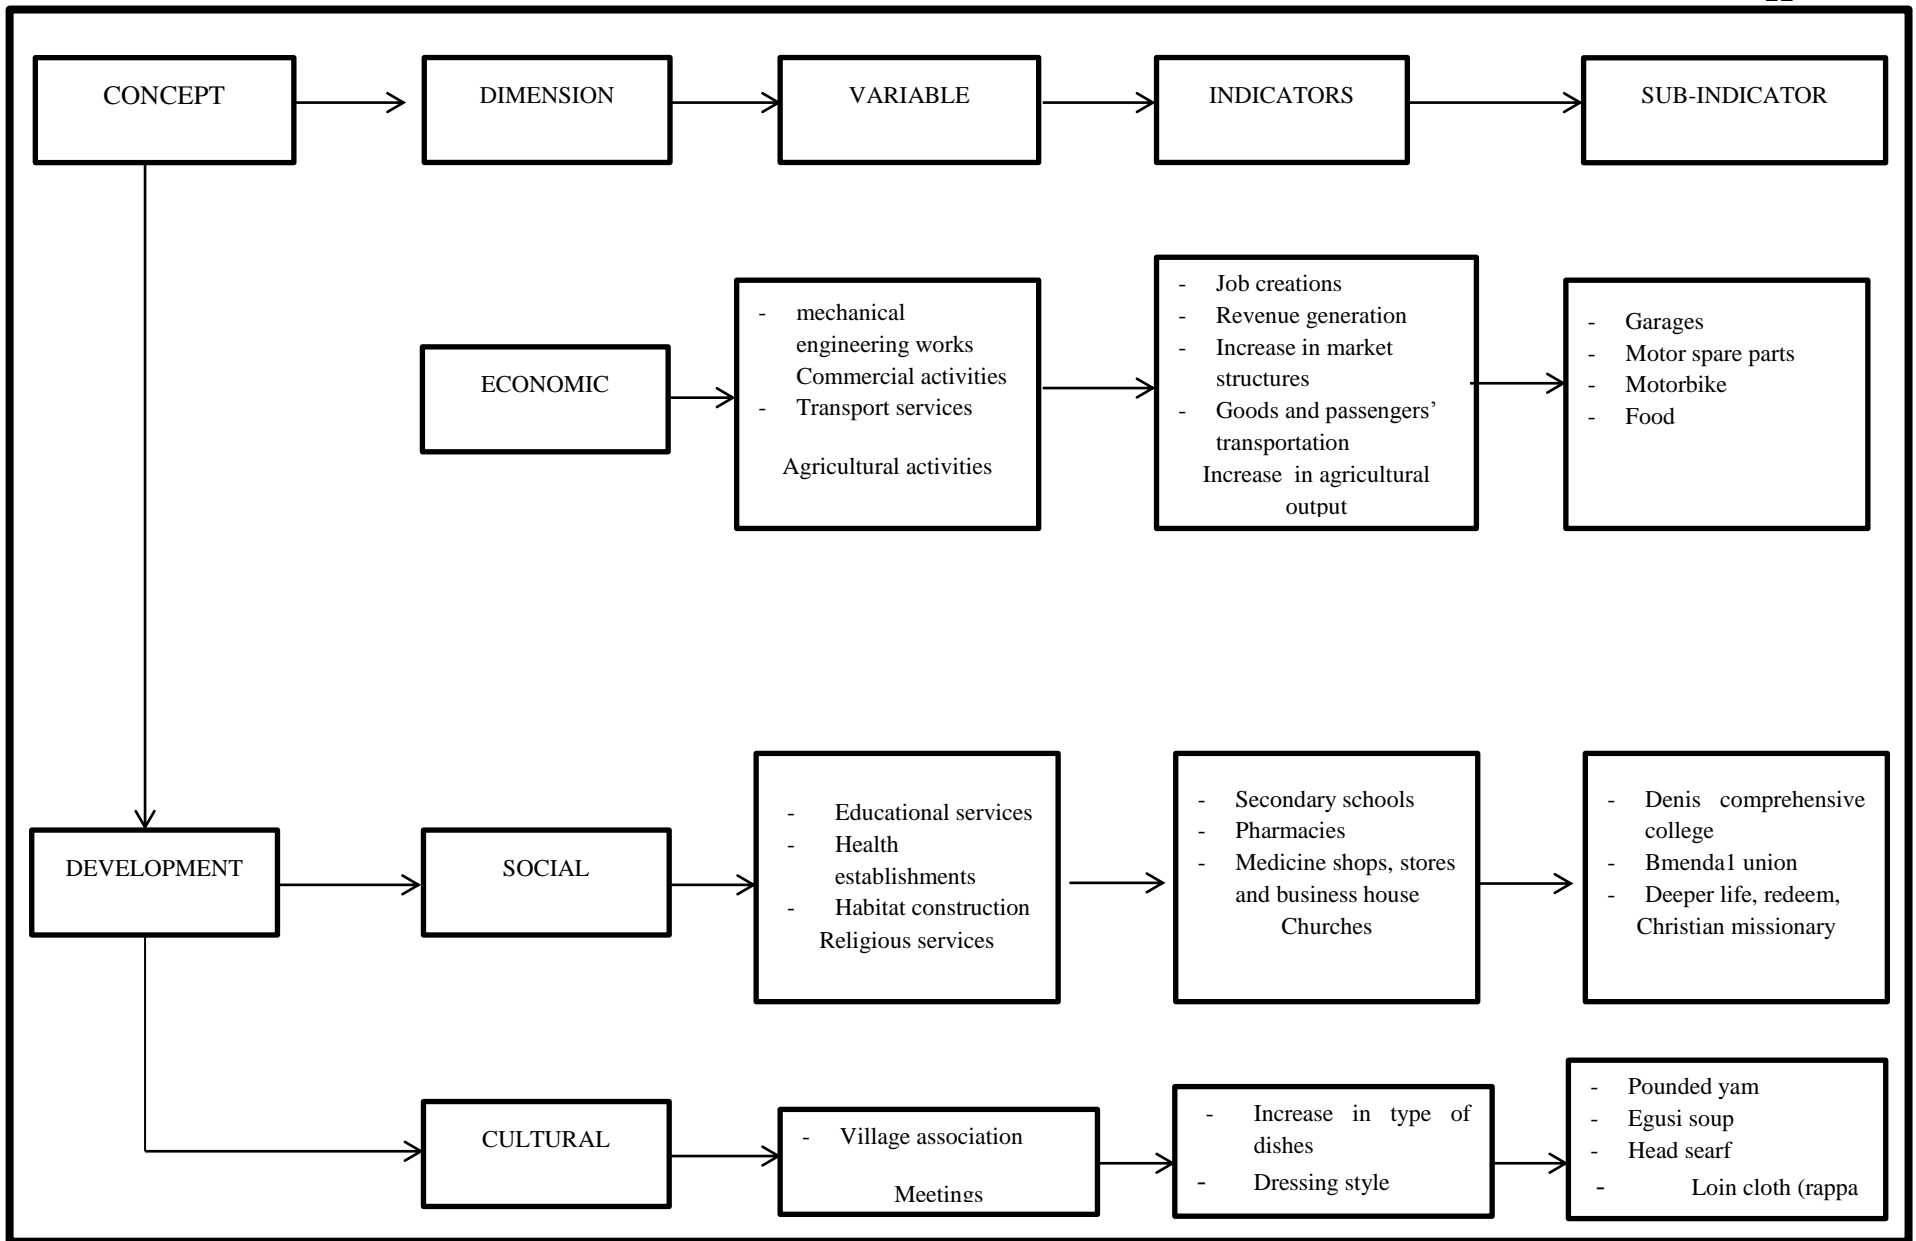 CONCEPT
DIMENSION
VARIABLE
INDICATORS
SUB-INDICATOR
ECONOMIC
- mechanical
engineering works
Commercial activities
- Transport services
Agricultural activities
- Job creations
- Revenue generation
- Increase in market
structures
- Goods and passengers’
transportation
Increase in agricultural
output
- Garages
- Motor spare parts
- Motorbike
- Food
DEVELOPMENT
SOCIAL
- Educational services
- Health
establishments
- Habitat construction
Religious services
- Secondary schools
- Pharmacies
- Medicine shops, stores
and business house
Churches
- Denis comprehensive
college
- Bmenda1 union
- Deeper life, redeem,
Christian missionary
CULTURAL
- Village association
Meetings
- Increase in type of
dishes
- Dressing style
- Pounded yam
- Egusi soup
- Head searf
- Loin cloth (rappa